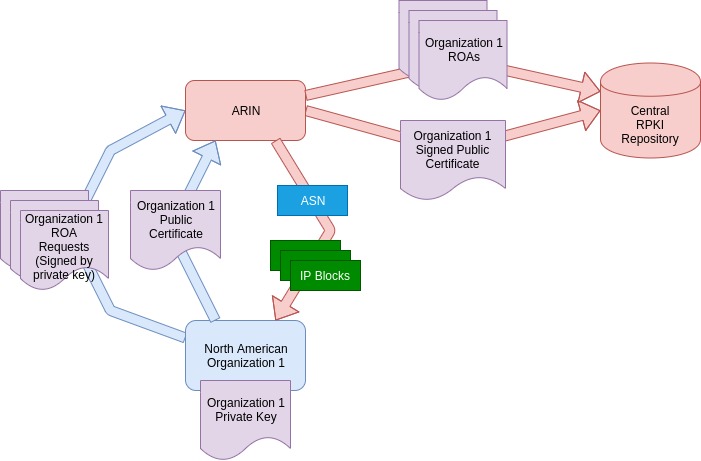 Organization 1
ROAs
ARIN
Central
RPKI
Repository
Organization 1
Signed Public
Certificate
ASN
Organization 1
Public
Certificate
Organization 1
ROA
Requests
(Signed by
private key)
IP Blocks
North American
Organization 1
Organization 1
Private Key